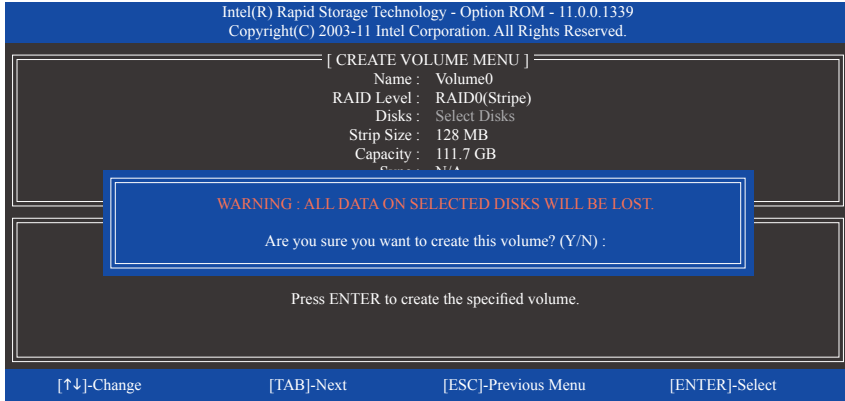 Intel(R) Rapid Storage Technology - Option ROM - 11.0.0.1339
Copyright(C) 2003-11 Intel Corporation. All Rights Reserved.
[ CREATE VOLUME MENU ]
Name : Volume0
RAID Level : RAID0(Stripe)
Disks : Select Disks
Strip Size : 128 MB
Capacity : 111.7 GB
N/A
WARNING : ALL DATA ON SELECTED DISKS WILL BE LOST.
Are you sure you want to create this volume? (Y/N) :
Press ENTER to create the specified volume.
[↑↓]-Change [TAB]-Next [ESC]-Previous Menu [ENTER]-Select